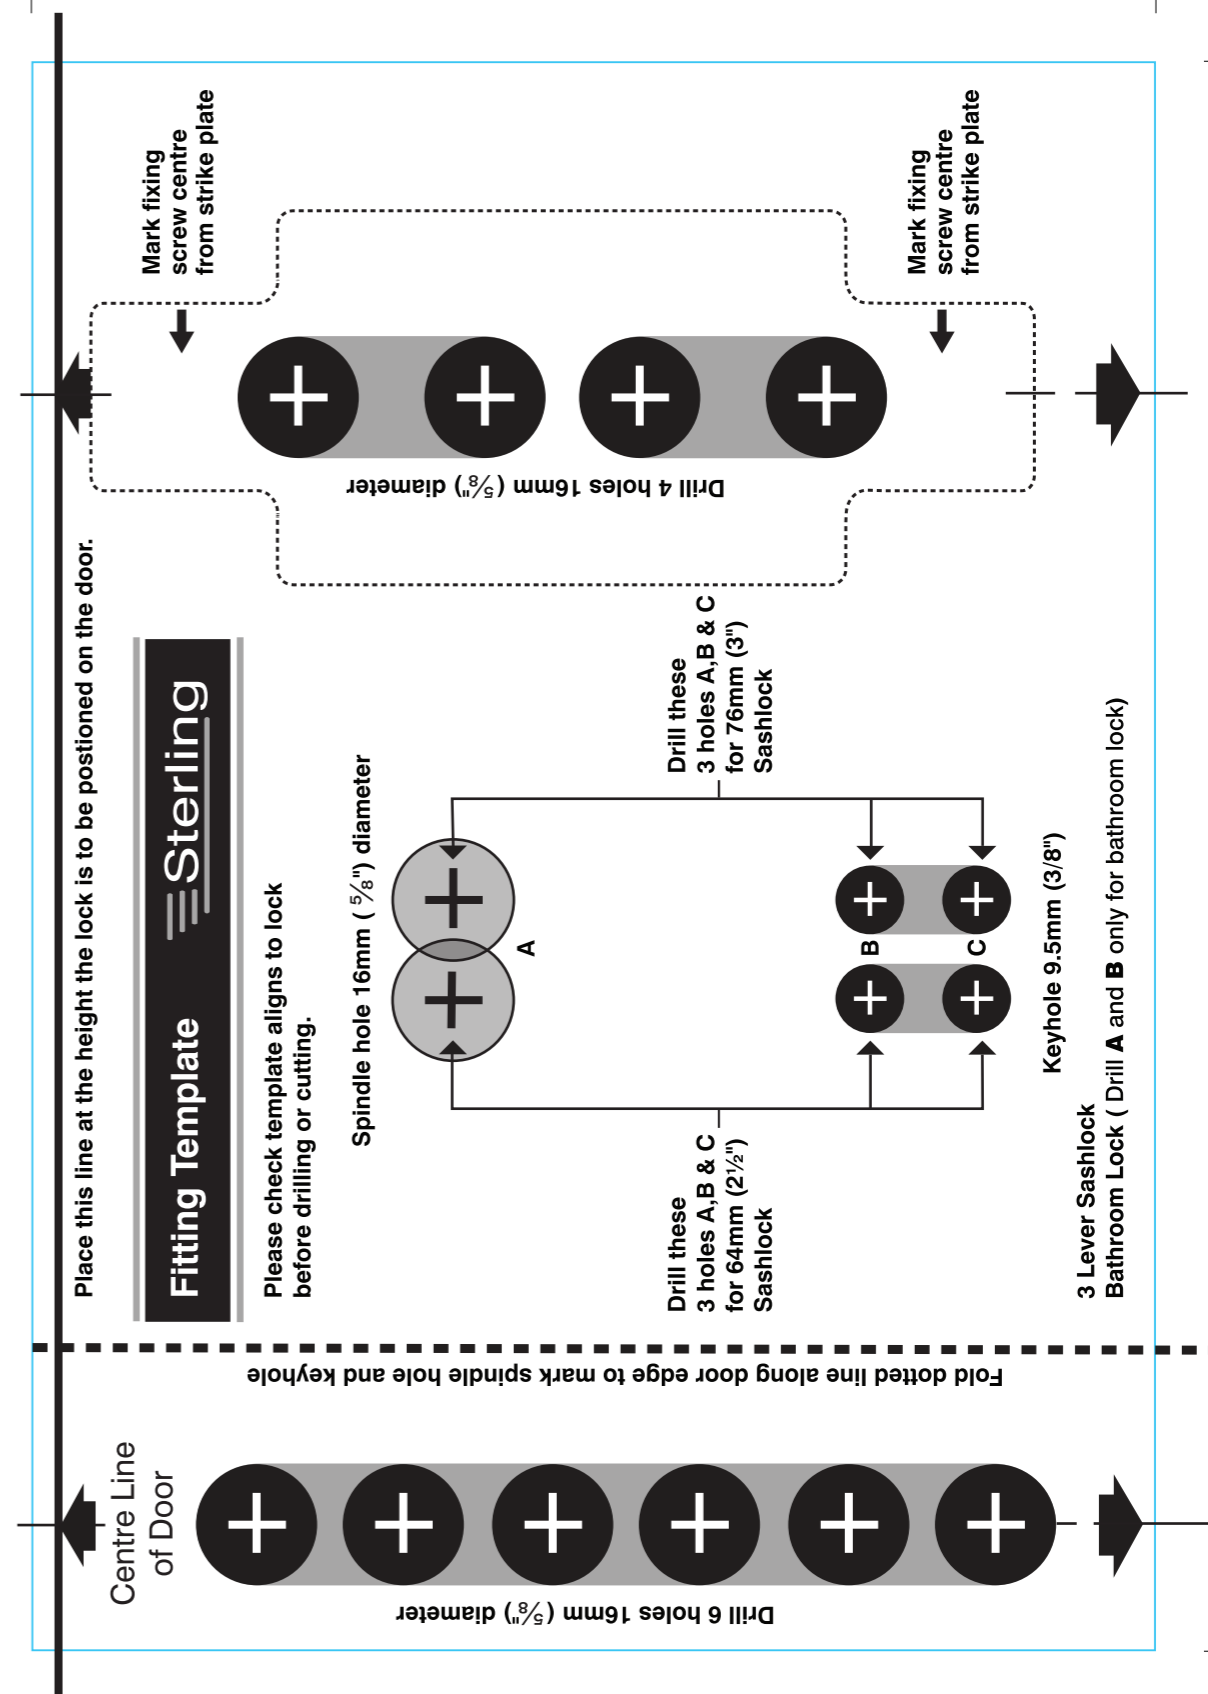 Place this line at the height the lock is to be postioned on the door.
Fitting Template
Sterling
Please check template aligns to lock
before drilling or cutting.
Spindle hole 16mm ( 5⁄8") diameter
A
Drill these
3 holes A,B & C
for 64mm (2½")
Sashlock
Drill these
3 holes A,B & C
for 76mm (3")
Sashlock
B
C
Keyhole 9.5mm (3/8")
3 Lever Sashlock
Bathroom Lock ( Drill A and B only for bathroom lock)
Mark fixing
screw centre
from strike plate
Mark fixing
screw centre
from strike plate
Drill 4 holes 16mm (5⁄8") diameter
Fold dotted line along door edge to mark spindle hole and keyhole
Centre Line
of Door
Drill 6 holes 16mm (5⁄8") diameter